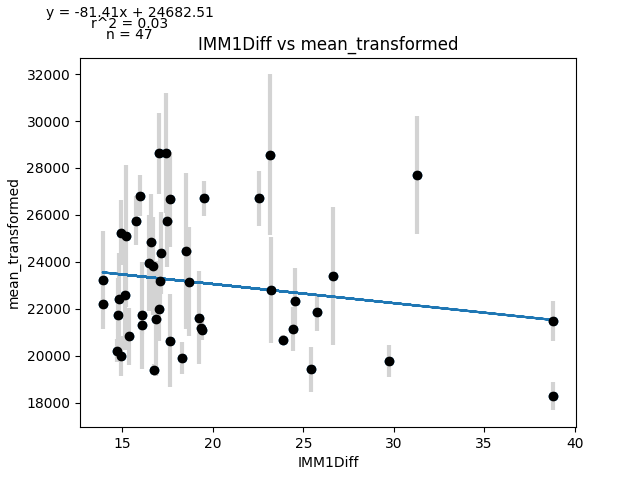 y = -81.41x + 24682.51
r^2 = 0.03
n = 47
IMM1Diff vs mean_transformed
32000
30000
28000
26000
24000
22000
20000
18000
mean_transformed
15
20
25
30
35
40
IMM1Diff